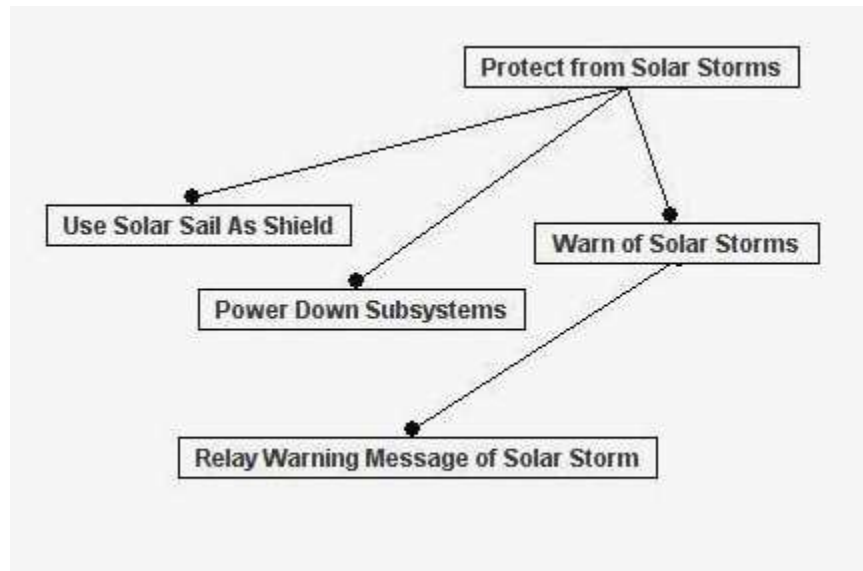 Protect from Solar Storms
Use Solar Sail As Shield
Warn of Solar Storms
Power Down Subsystems
Relay Warning Message of Solar Storm